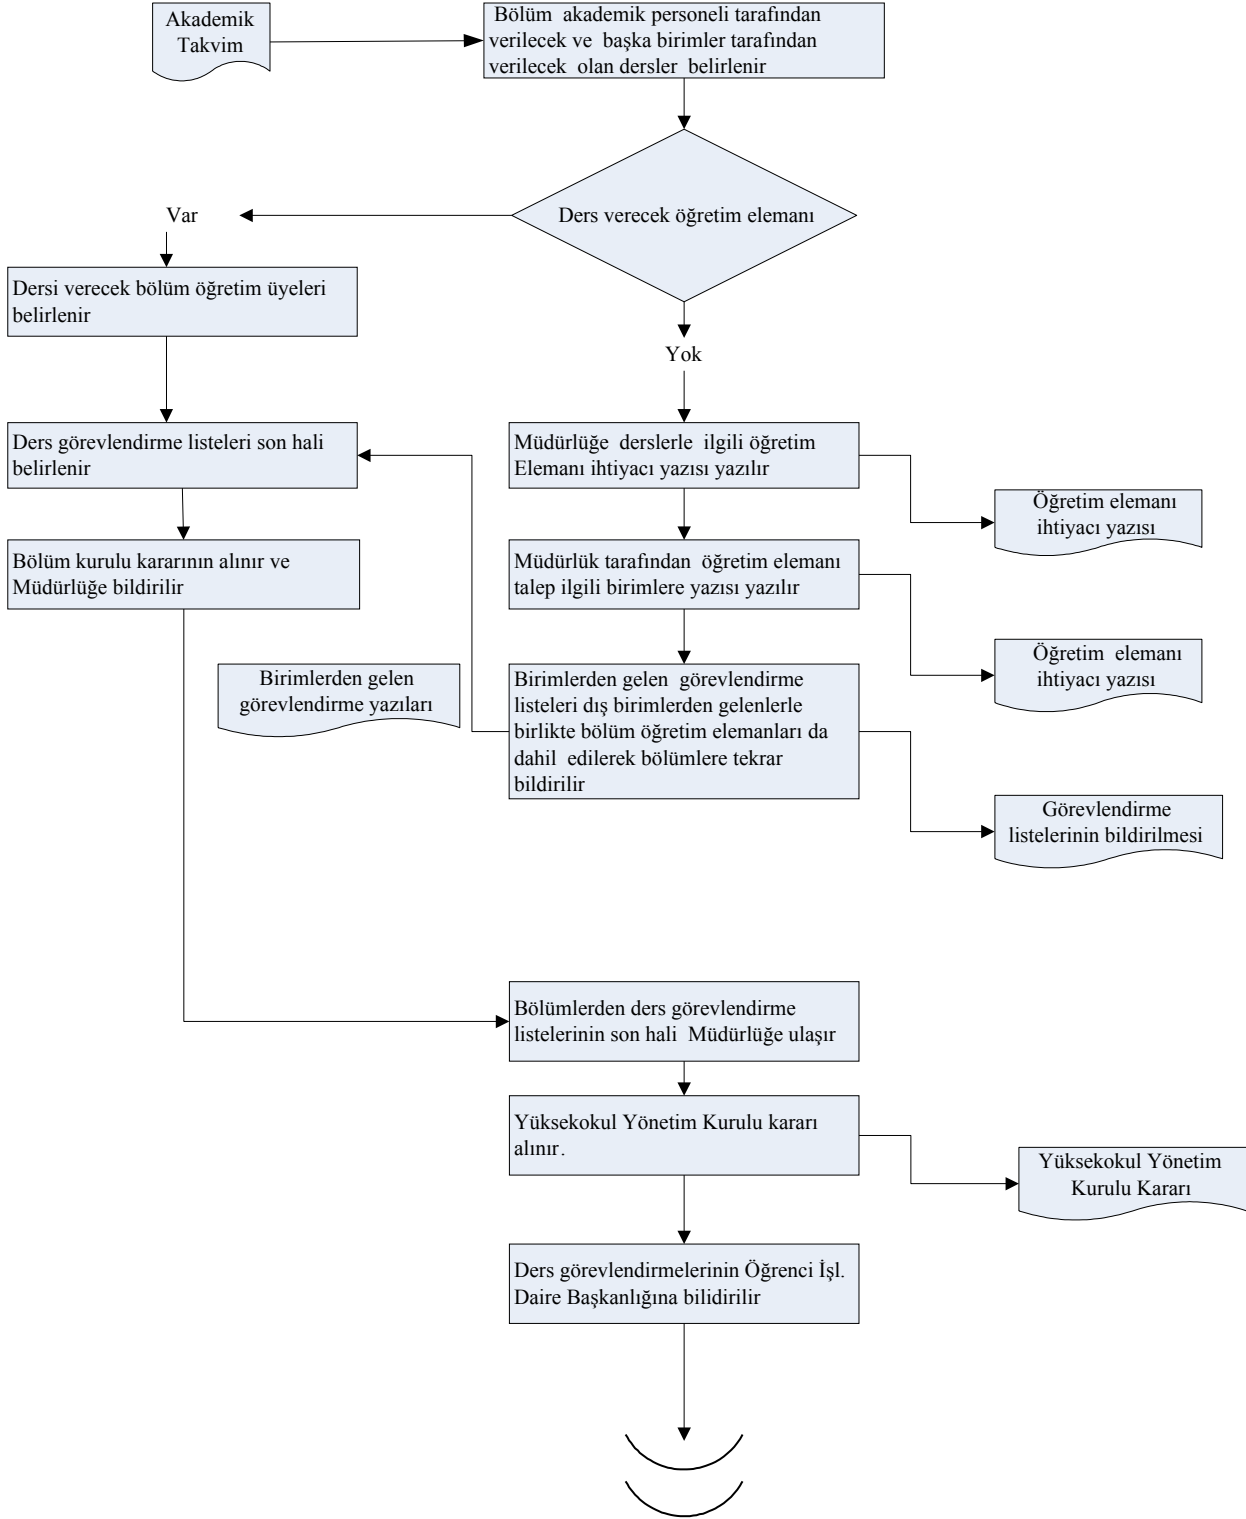 Akademik
Takvim
Bölüm akademik personeli tarafından
verilecek ve başka birimler tarafından
verilecek olan dersler belirlenir
Ders verecek öğretim elemanı
Var
Dersi verecek bölüm öğretim üyeleri
belirlenir
Yok
Ders görevlendirme listeleri son hali
belirlenir
Müdürlüğe derslerle ilgili öğretim
Elemanı ihtiyacı yazısı yazılır
Öğretim elemanı
ihtiyacı yazısı
Bölüm kurulu kararının alınır ve
Müdürlüğe bildirilir
Müdürlük tarafından öğretim elemanı
talep ilgili birimlere yazısı yazılır
Öğretim elemanı
ihtiyacı yazısı
Birimlerden gelen
görevlendirme yazıları
Birimlerden gelen görevlendirme
listeleri dış birimlerden gelenlerle
birlikte bölüm öğretim elemanları da
dahil edilerek bölümlere tekrar
bildirilir
Görevlendirme
listelerinin bildirilmesi
Bölümlerden ders görevlendirme
listelerinin son hali Müdürlüğe ulaşır
Yüksekokul Yönetim Kurulu kararı
alınır.
Yüksekokul Yönetim
Kurulu Kararı
Ders görevlendirmelerinin Öğrenci İşl.
Daire Başkanlığına bilidirilir